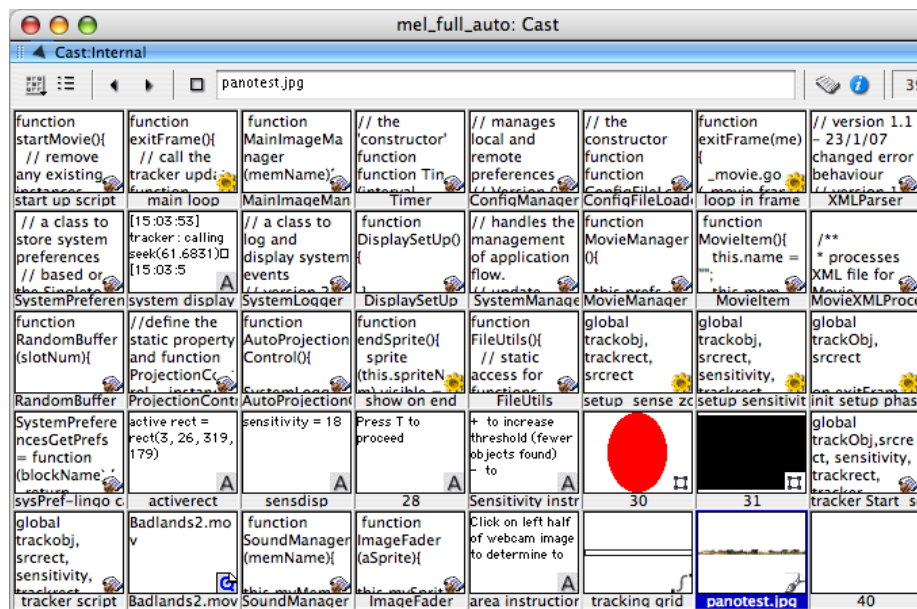 mel_full_auto: Cast
Cast:Internal
panotest.jpg
39
function
startMovie(){
// remove
any existing
start up script
function
exitFrame(){
// call the
tracker upda
main loop
function
MainImageMa
nager
(memName)
MainImageMan
// the
'constructor'
function
function Tim
Timer
// manages
local and
remote
preferences
ConfigManager
// the
constructor
function
function
ConfigFileLoade
function
exitFrame(me)
{
_movie.go
loop in frame
// version 1.1
- 23/1/07
changed error
behaviour
XMLParser
// a class to
store system
preferences
// based on
SystemPreferen
[15:03:53]
tracker : calling
seek(61.6831)
[15:03:5
system display
// a class to
log and
display system
events
SystemLogger
function
DisplaySetUp()
{
DisplaySetUp
// handles the
management
of application
flow.
SystemManage
function
MovieManager
(){
MovieManager
function
MovieItem(){
this.name =
"";
MovieItem
/**
* processes
XML file for
MovieXMLProce
function
RandomBuffer
(slotNum){
RandomBuffer
//define the
static property
and function
ProjectionCo
ProjectionContr
function
AutoProjection
Control(){
AutoProjection
function
endSprite(){
sprite
(this.spriteN
show on end
function
FileUtils(){
// static
access for
FileUtils
global
trackobj,
trackrect,
srcrect
setup sense zo
global
trackobj,
srcrect,
sensitivity,
setup sensitivit
global
trackObj,
srcrect
init setup phas
SystemPrefere
ncesGetPrefs
= function
(blockName)
sysPref-lingo c
active rect =
rect(3, 26, 319,
179)
activerect
sensitivity = 18
sensdisp
Press T to
proceed
28
+ to increase
threshold (fewer
objects found)
- to
Sensitivity instr
30
31
global
trackObj,srcre
ct, sensitivity,
trackrect,
tracker Start s
global
trackobj,
srcrect,
sensitivity,
tracker script
Badlands2.mo
v
Badlands2.mov
function
SoundManager
(memName){
SoundManager
function
ImageFader
(aSprite){
ImageFader
Click on left half
of webcam image
to determine to
area instruction
tracking grid
panotest.jpg
40